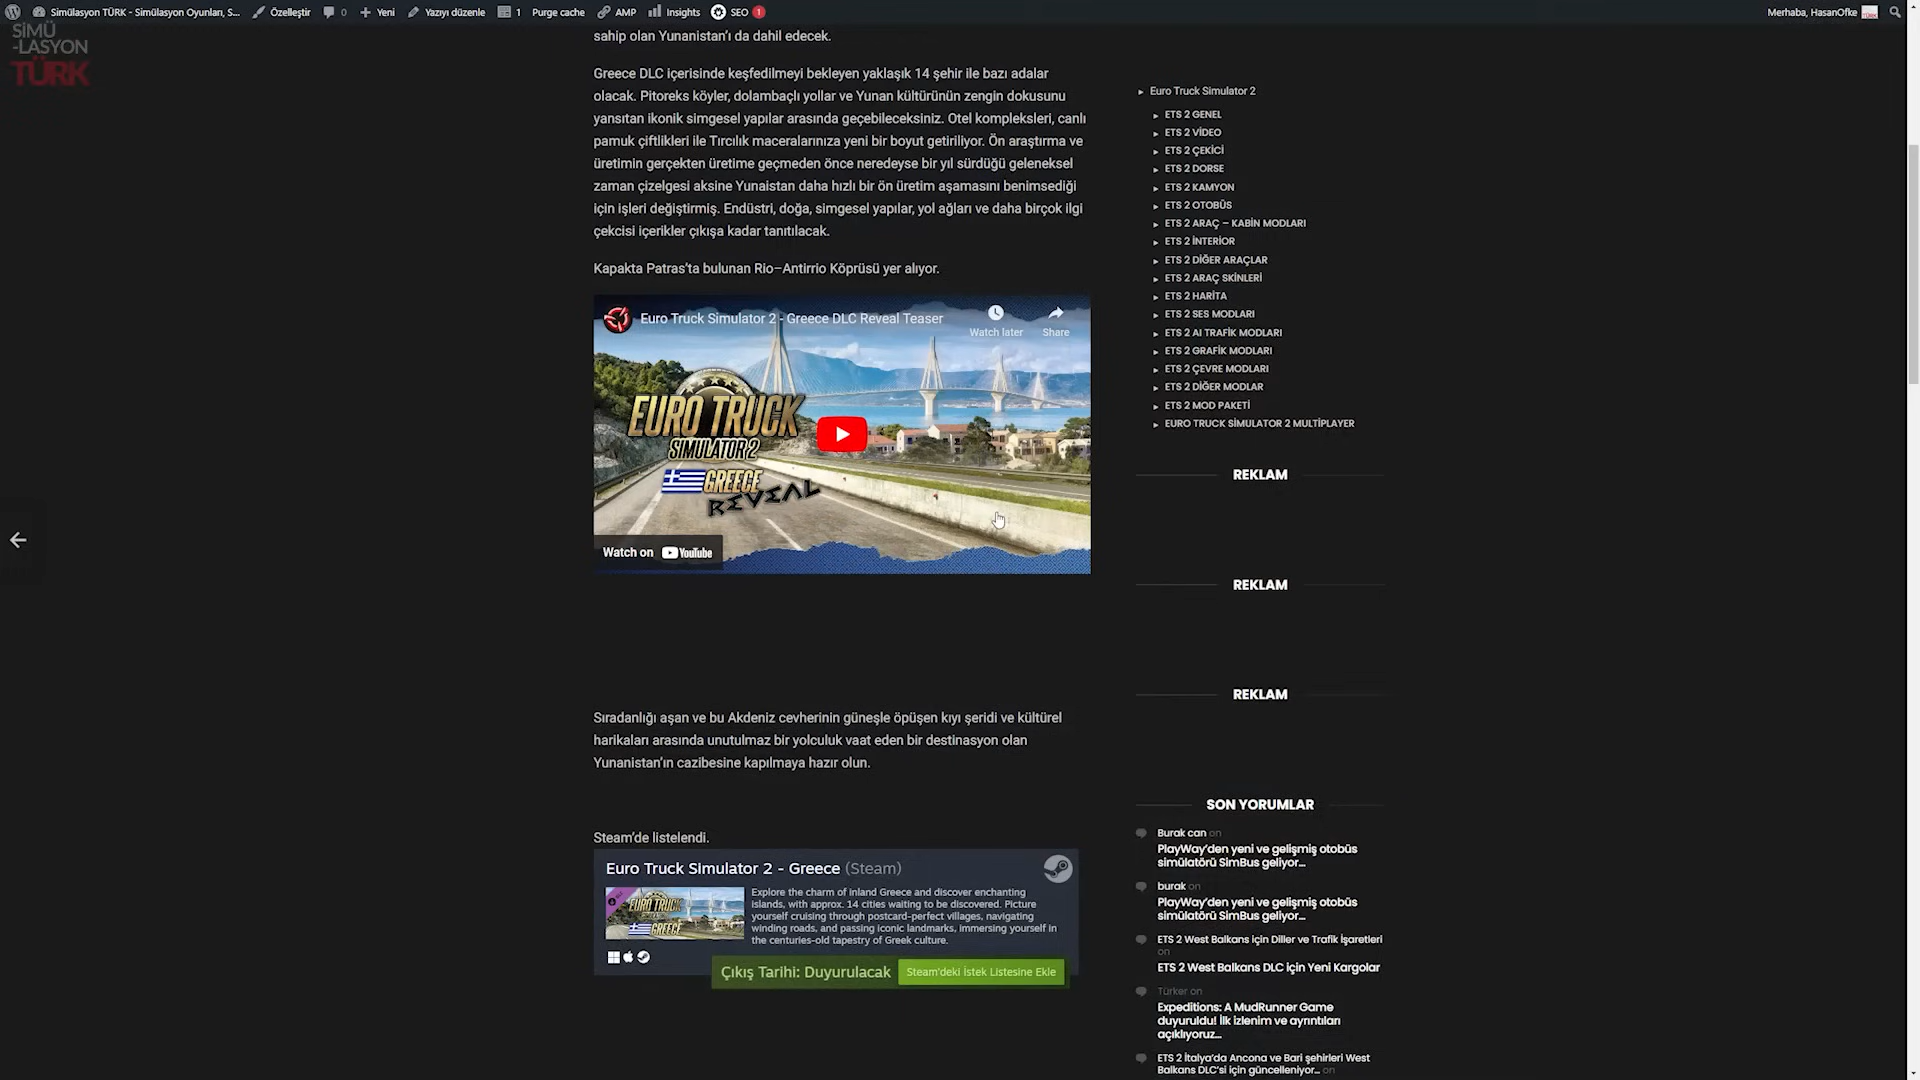 Simülasyon TÜRK - Simülasyon Oyunları, S...
Özelleştir
0
Yeni
Yazıyı düzenle
1
Purge cache
AMP
Insights
SEO
1
Merhaba, HasanOfke
SİMÜ
-LASYON
TÜRK
sahip olan Yunanistan’ı da dahil edecek.
Greece DLC içerisinde keşfedilmeyi bekleyen yaklaşık 14 şehir ile bazı adalar
olacak. Pitoreks köyler, dolambaçlı yollar ve Yunan kültürünün zengin dokusunu
yansıtan ikonik simgesel yapılar arasında geçebileceksiniz. Otel kompleksleri, canlı
pamuk çiftlikleri ile Tırcılık maceralarınıza yeni bir boyut getiriliyor. Ön araştırma ve
üretimin gerçekten üretime geçmeden önce neredeyse bir yıl sürdüğü geleneksel
zaman çizelgesi aksine Yunaistan daha hızlı bir ön üretim aşamasını benimsediği
için işleri değiştirmiş. Endüstri, doğa, simgesel yapılar, yol ağları ve daha birçok ilgi
çekcisi içerikler çıkışa kadar tanıtılacak.
Kapakta Patras’ta bulunan Rio–Antirrio Köprüsü yer alıyor.
Euro Truck Simulator 2 - Greece DLC Reveal Teaser
Watch later
Share
EURO TRUCK
SIMULATOR 2
GREECE
REVEAL
Watch on YouTube
Sıradanlığı aşan ve bu Akdeniz cevherinin güneşle öpüşen kıyı şeridi ve kültürel
harikaları arasında unutulmaz bir yolculuk vaat eden bir destinasyon olan
Yunanistan’ın cazibesine kapılmaya hazır olun.
Steam’de listelendi.
Euro Truck Simulator 2 - Greece (Steam)
EURO TRUCK
GREECE
Explore the charm of inland Greece and discover enchanting
islands, with approx. 14 cities waiting to be discovered. Picture
yourself cruising through postcard-perfect villages, navigating
winding roads, and passing iconic landmarks, immersing yourself in
the centuries-old tapestry of Greek culture.
Çıkış Tarihi: Duyurulacak
Steam'deki İstek Listesine Ekle
Euro Truck Simulator 2
ETS 2 GENEL
ETS 2 VİDEO
ETS 2 ÇEKİCİ
ETS 2 DORSE
ETS 2 KAMYON
ETS 2 OTOBÜS
ETS 2 ARAÇ – KABİN MODLARI
ETS 2 İNTERİOR
ETS 2 DİĞER ARAÇLAR
ETS 2 ARAÇ SKİNLERİ
ETS 2 HARİTA
ETS 2 SES MODLARI
ETS 2 AI TRAFİK MODLARI
ETS 2 GRAFİK MODLARI
ETS 2 ÇEVRE MODLARI
ETS 2 DİĞER MODLAR
ETS 2 MOD PAKETİ
EURO TRUCK SİMULATOR 2 MULTİPLAYER
REKLAM
REKLAM
REKLAM
SON YORUMLAR
Burak can on
PlayWay’den yeni ve gelişmiş otobüs
simülatörü SimBus geliyor…
burak on
PlayWay’den yeni ve gelişmiş otobüs
simülatörü SimBus geliyor…
ETS 2 West Balkans için Diller ve Trafik İşaretleri
on
ETS 2 West Balkans DLC için Yeni Kargolar
Türker on
Expeditions: A MudRunner Game
duyuruldu! İlk izlenim ve ayrıntıları
açıklıyoruz…
ETS 2 İtalya’da Ancona ve Bari şehirleri West
Balkans DLC’si için güncelleniyor… on